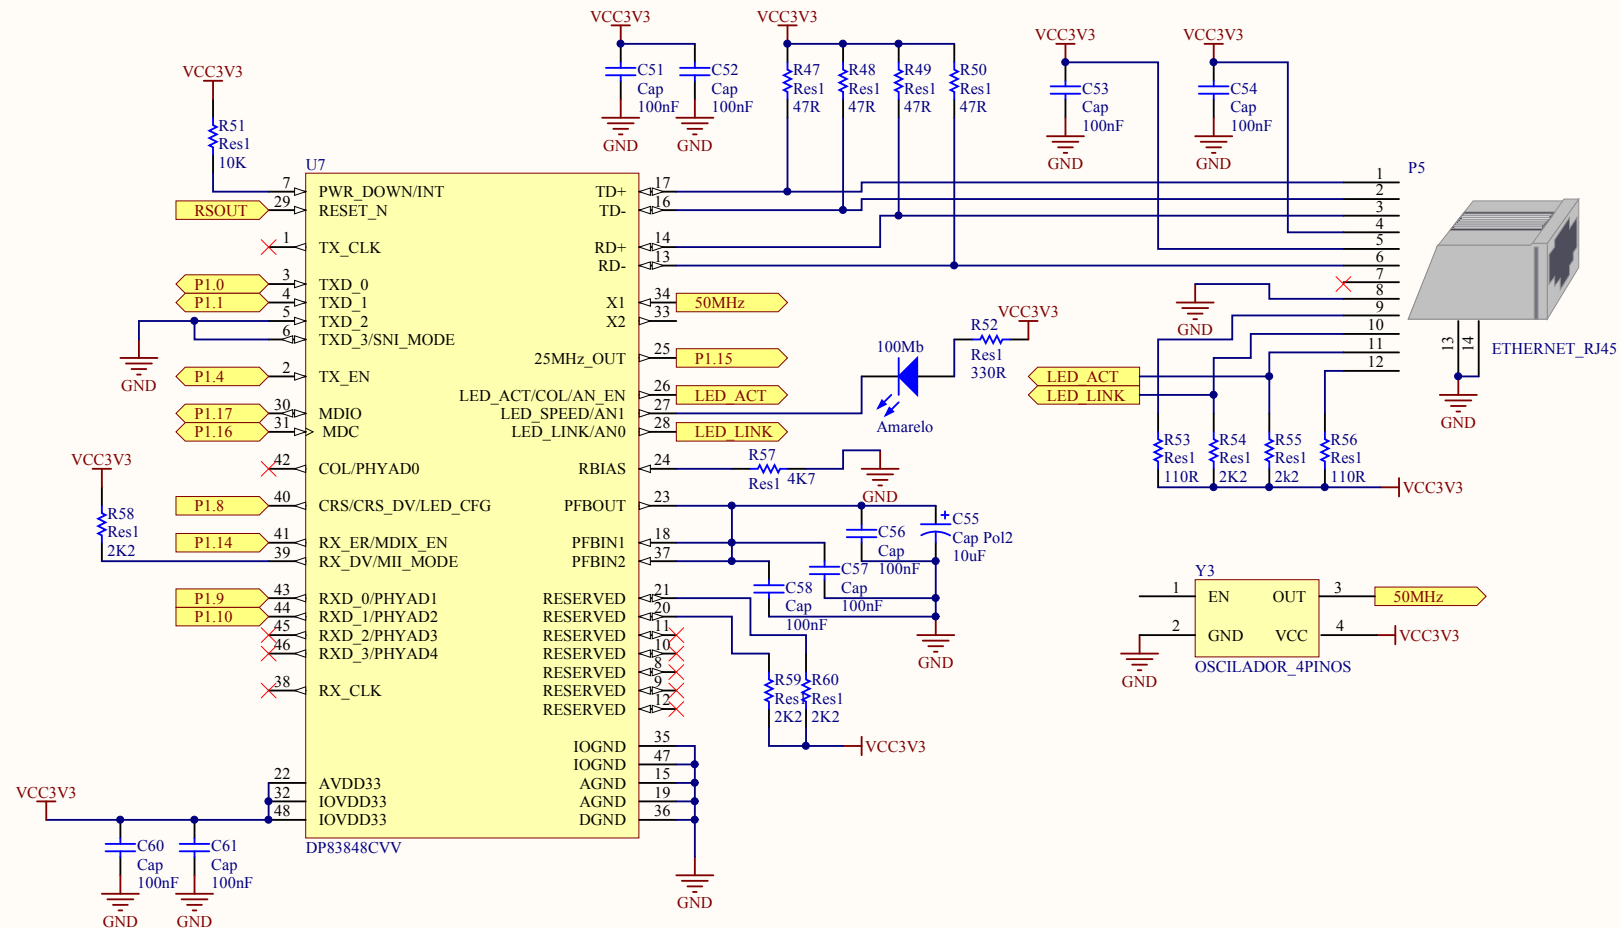 VCC3V3
VCC3V3
VCC3V3
VCC3V3
VCC3V3
C51
Cap
100nF
GND
C52
Cap
100nF
GND
R47
Res1
47R
R48
Res1
47R
R49
Res1
47R
R50
Res1
47R
C53
Cap
100nF
GND
C54
Cap
100nF
GND
R51
Res1
10K
U7
7 PWR_DOWN/INT
RSOUT 29 RESET_N
1 TX_CLK
P1.0 3 TXD_0
P1.1 4 TXD_1
5 TXD_2
6 TXD_3/SNI_MODE
GND
P1.4 2 TX_EN
P1.17 30 MDIO
P1.16 31 MDC
VCC3V3
42 COL/PHYAD0
P1.8 40 CRS/CRS_DV/LED_CFG
R58
Res1
2K2
P1.14 41 RX_ER/MDIX_EN
39 RX_DV/MII_MODE
P1.9 43 RXD_0/PHYAD1
P1.10 44 RXD_1/PHYAD2
45 RXD_2/PHYAD3
46 RXD_3/PHYAD4
38 RX_CLK
22 AVDD33
32 IOVDD33
48 IOVDD33
DP83848CVV
VCC3V3
C60
Cap
100nF
GND
C61
Cap
100nF
GND
TD+ 17
TD- 16
RD+ 14
RD- 13
X1 34 50MHz
X2 33
25MHz_OUT 25 P1.15
LED_ACT/COL/AN_EN 26 LED_ACT
LED_SPEED/AN1 27
LED_LINK/AN0 28 LED_LINK
RBIAS 24
PFBOUT 23
PFBIN1 18
PFBIN2 37
RESERVED 21
RESERVED 20
RESERVED 11
RESERVED 10
RESERVED 8
RESERVED 9
RESERVED 12
IOGND 35
IOGND 47
AGND 15
AGND 19
DGND 36
GND
100Mb
Amarelo
R52
Res1
330R
VCC3V3
R57
Res1 4K7
GND
C56
Cap
100nF
C55
Cap Pol2
10uF
+
C57
Cap
100nF
C58
Cap
100nF
GND
R59
Res1
2K2
R60
Res1
2K2
VCC3V3
P5
1
2
3
4
5
6
7
8
9
10
11
12
13
14
ETHERNET_RJ45
GND
GND
LED_ACT
LED_LINK
R53
Res1
110R
R54
Res1
2K2
R55
Res1
2k2
R56
Res1
110R
VCC3V3
Y3
1 EN OUT 3 50MHz
2 GND VCC 4 VCC3V3
OSCILADOR_4PINOS
GND